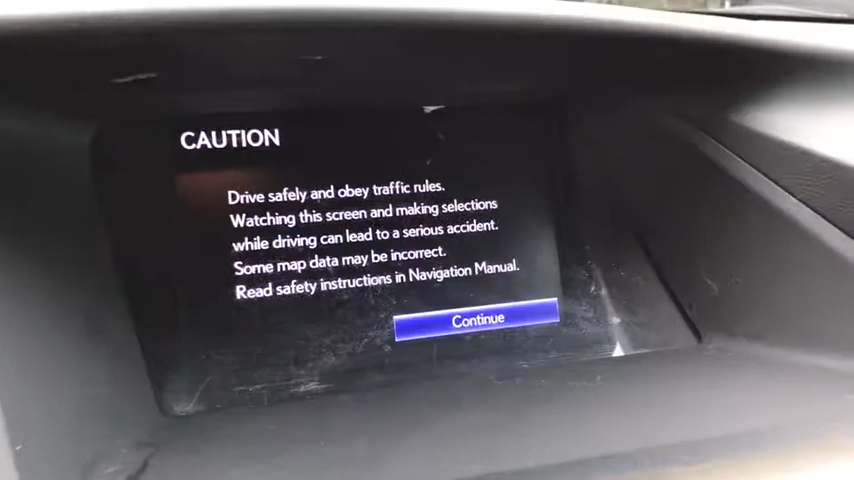 CAUTION
Drive safely and obey traffic rules.
Watching this screen and making selections
while driving can lead to a serious accident.
Some map data may be incorrect.
Read safety instructions in Navigation Manual.
Continue